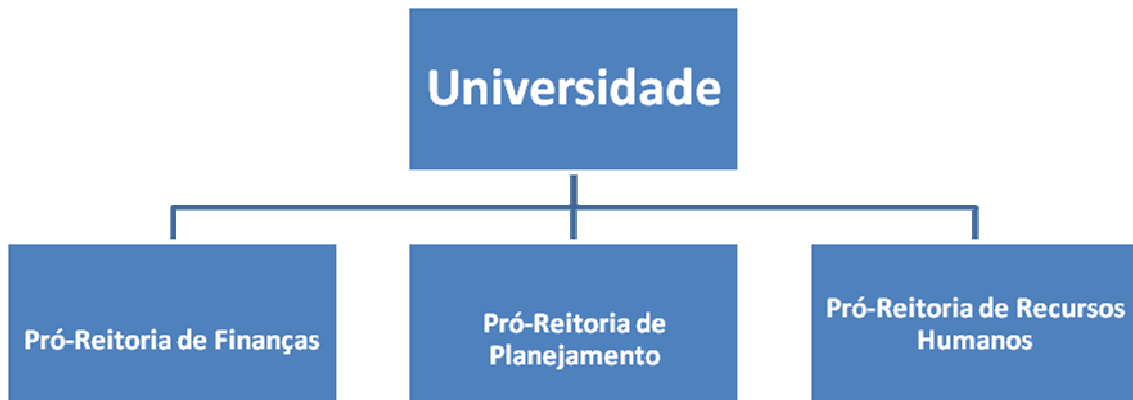 Universidade
Pró-Reitoria de Finanças
Pró-Reitoria de
Planejamento
Pró-Reitoria de Recursos
Humanos